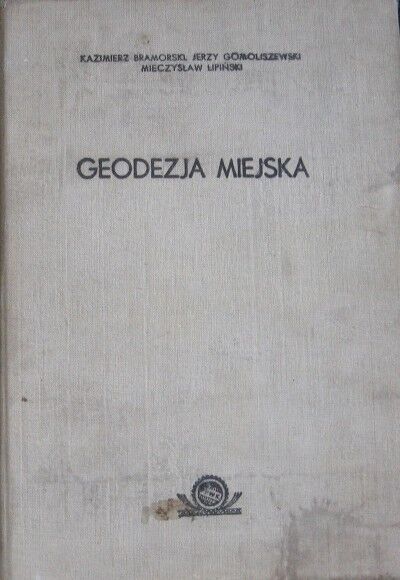 KAZIMIERZ BRAMORSKI, JERZY GOMOLISZEWSKI
MIECZYSŁAW LIPIŃSKI
GEODEZJA MIEJSKA